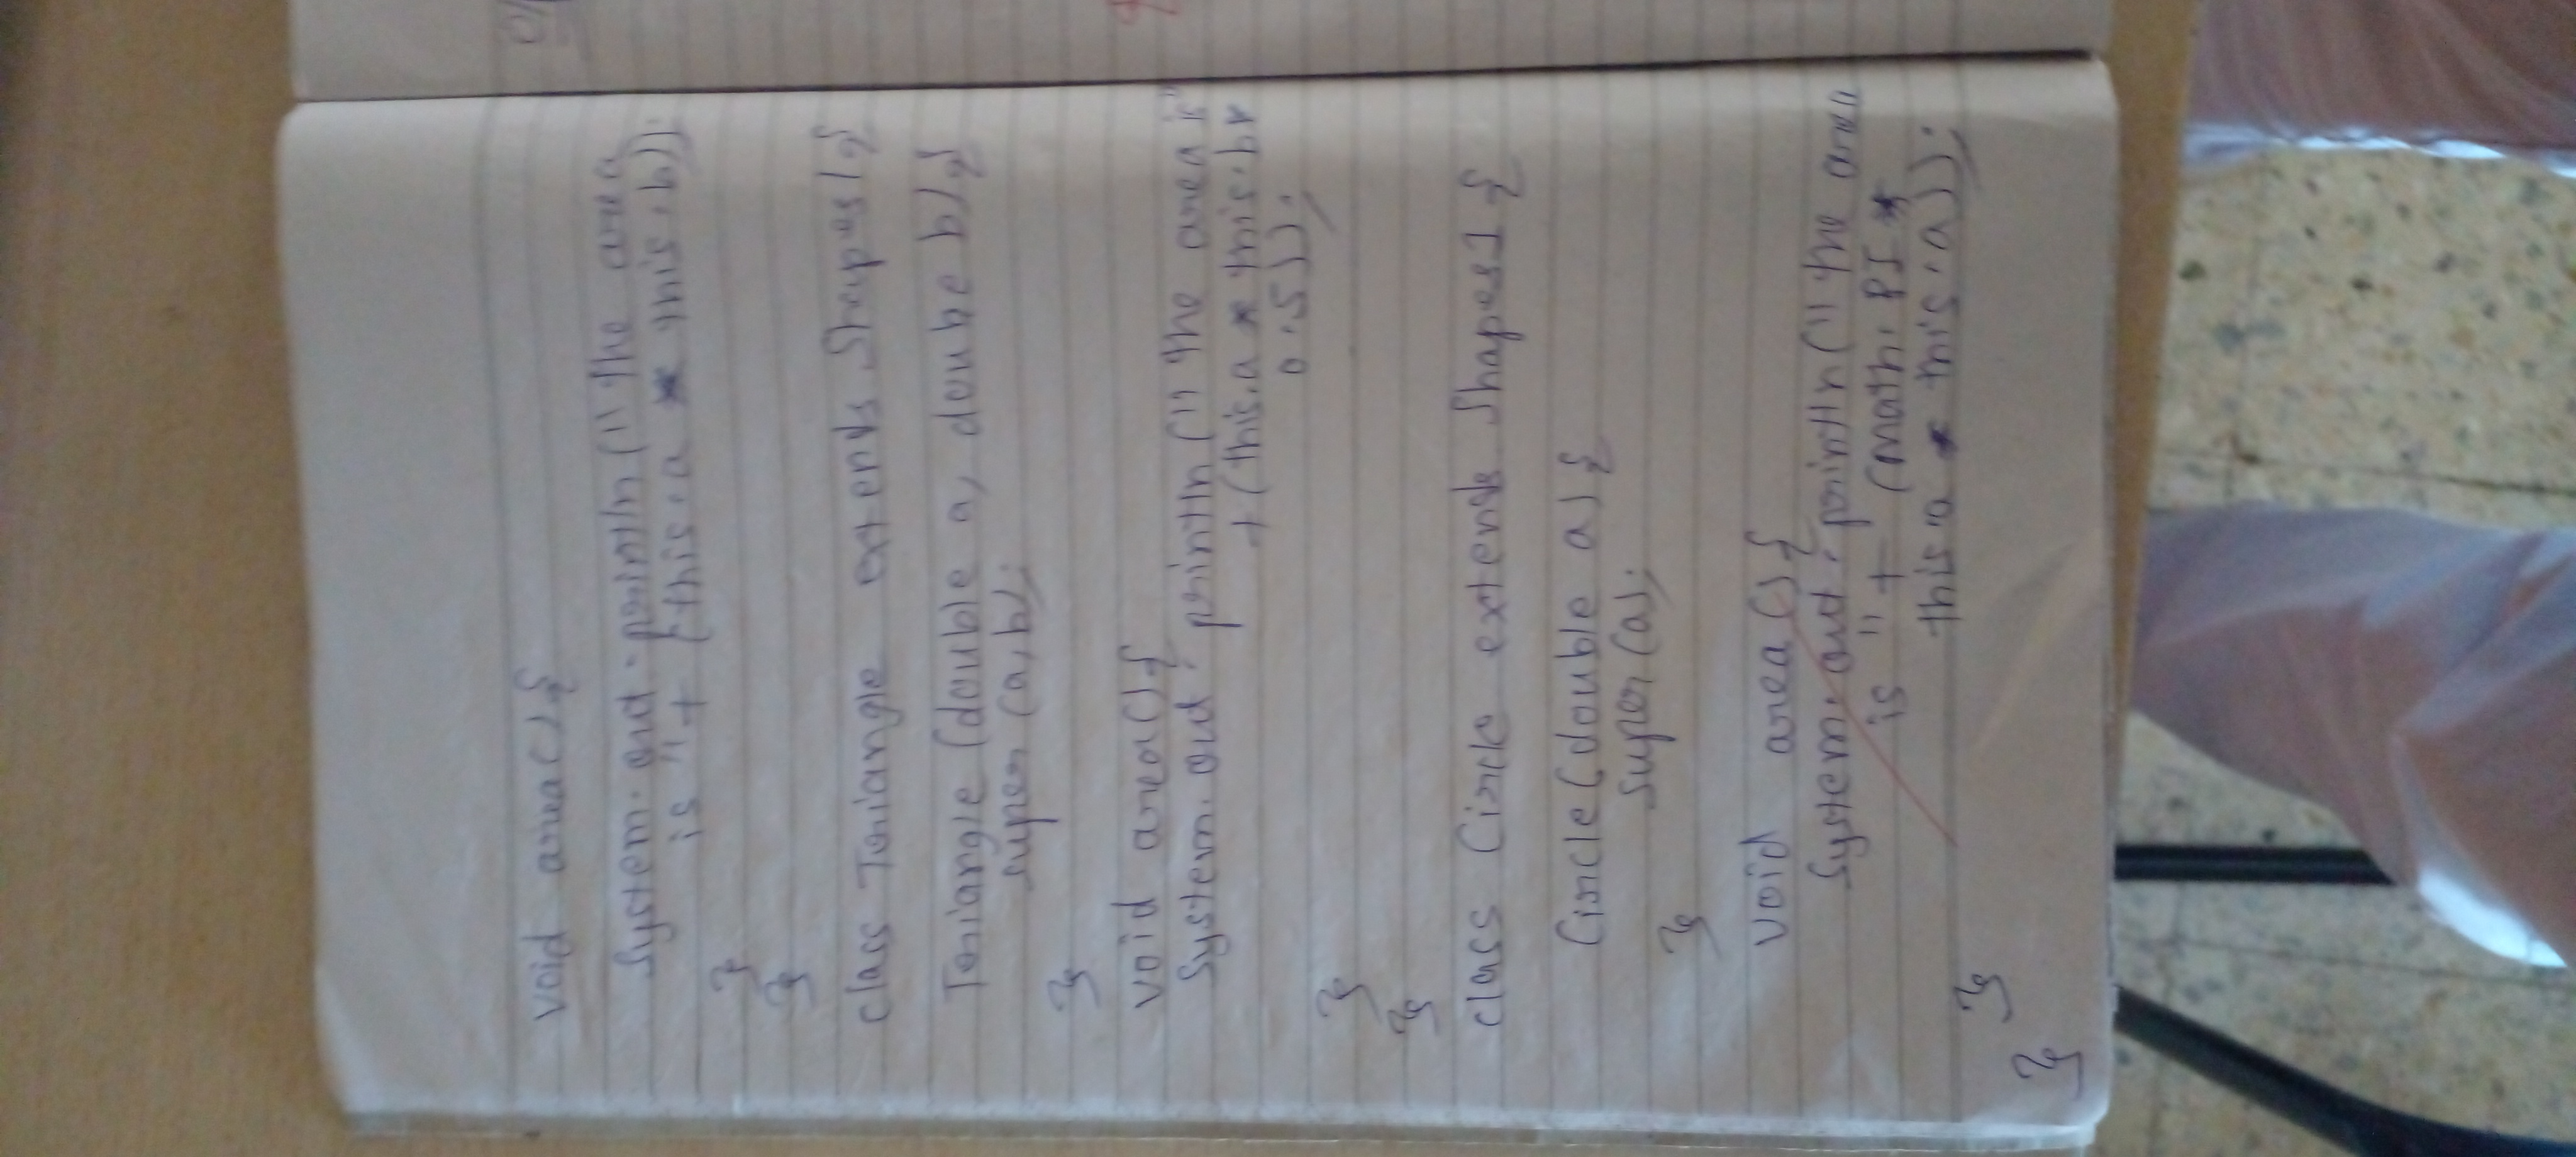 void area(){
System.out.println("The area
is"+ (this.a * this.b));
}
}
class Triangle extends Shapes1{
Triangle(double a, doube b){
super(a,b);
}
void area(){
System.out.println("The area is"
+(this.a * this.b*
0.5));
}
}
class Circle extends Shapes1{
Circle(double a){
super(a);
}
void area(){
System.out.println("The area
is"+ (math.PI*
this a * this.a));
}
}